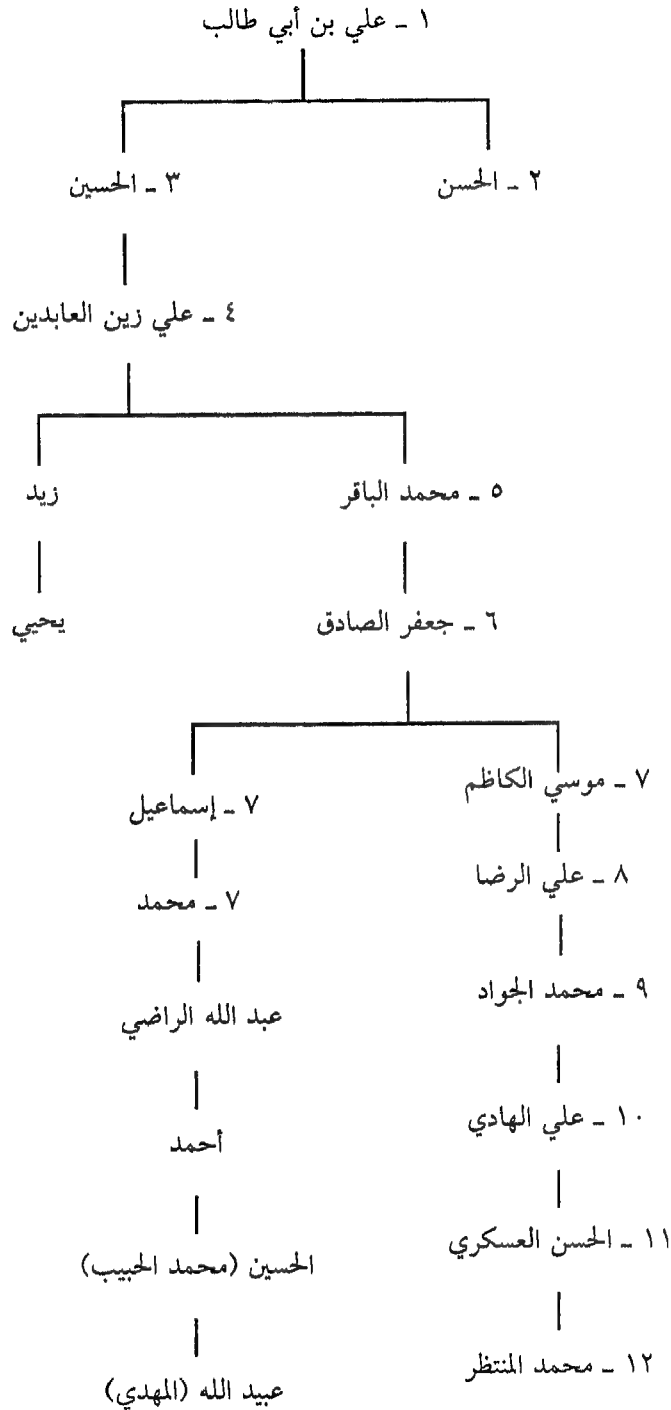 ١ ـ علي بن أبي طالب
٢ ـ الحسن
٣ ـ الحسين
٤ ـ علي زين العابدين
٥ ـ محمد الباقر
زيد
٦ ـ جعفر الصادق
يحيي
٧ ـ موسي الكاظم
٧ ـ إسماعيل
٨ ـ علي الرضا
٧ ـ محمد
٩ ـ محمد الجواد
عبد الله الراضي
١٠ ـ علي الهادي
أحمد
١١ ـ الحسن العسكري
الحسين (محمد الحبيب)
١٢ ـ محمد المنتظر
عبيد الله (المهدي)